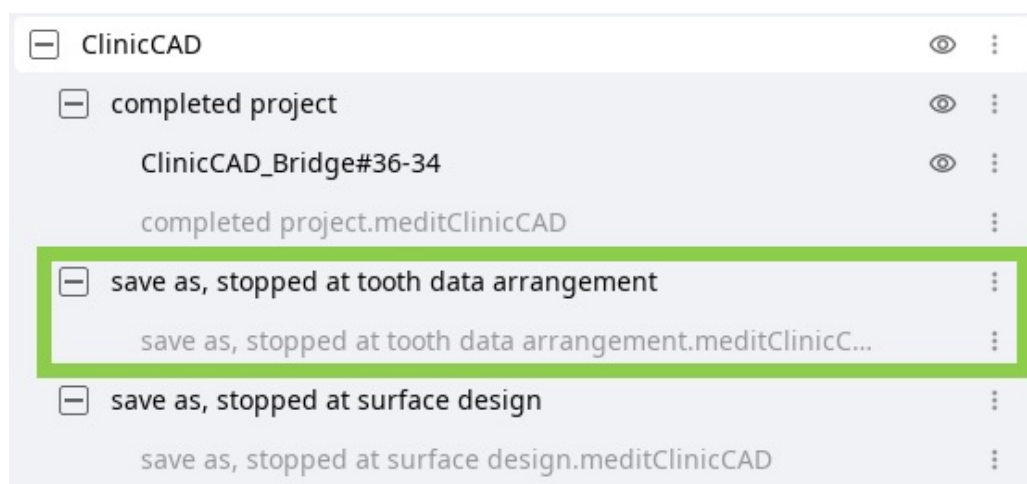 ClinicCAD
completed project
ClinicCAD_Bridge#36-34
completed project.meditClinicCAD
save as, stopped at tooth data arrangement
save as, stopped at tooth data arrangement.meditClinicC...
save as, stopped at surface design
save as, stopped at surface design.meditClinicCAD